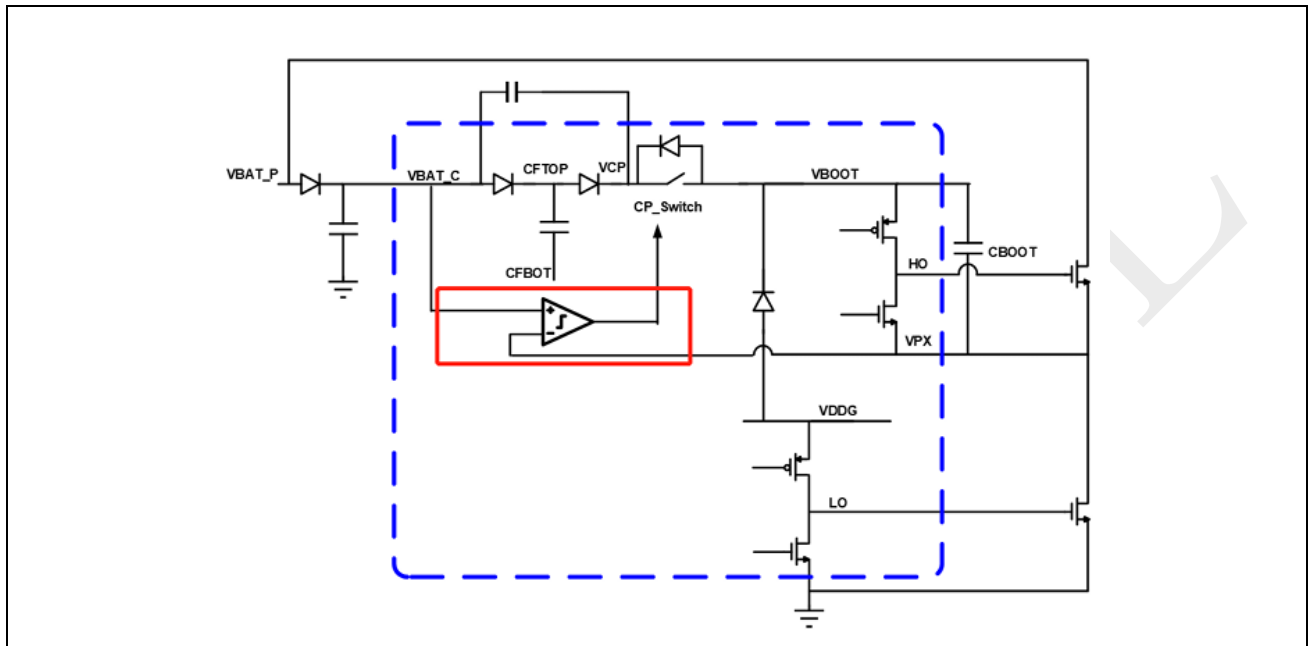 VBAT_P
VBAT_C
CFTOP
VCP
VBOOT
CP_Switch
CBOOT
HO
CFBOT
+
-
VPX
VDDG
LO